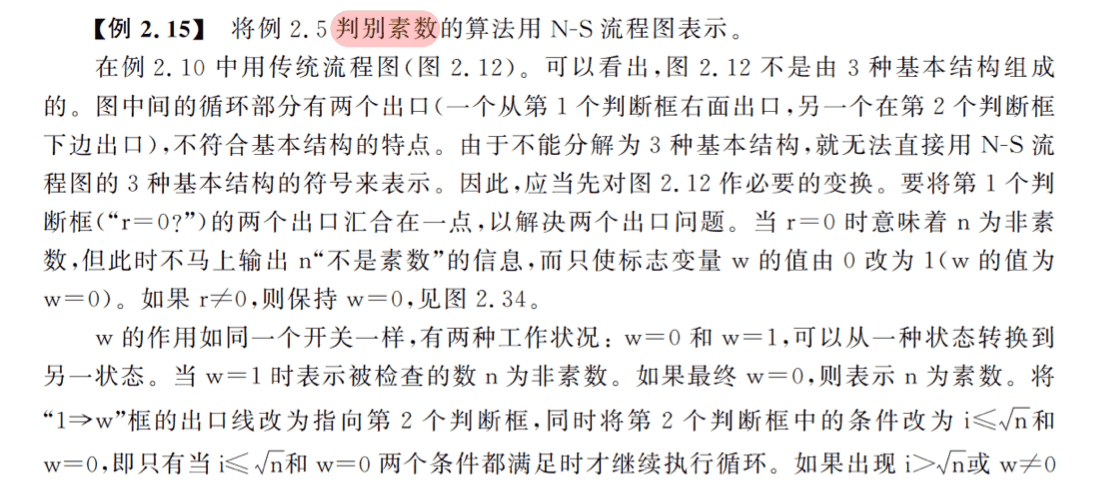 【例 2.15】 将例 2.5 判别素数的算法用 N-S 流程图表示。
在例 2.10 中用传统流程图(图 2.12)。可以看出,图 2.12 不是由 3 种基本结构组成
的。图中间的循环部分有两个出口(一个从第 1 个判断框右面出口,另一个在第 2 个判断框
下边出口),不符合基本结构的特点。由于不能分解为 3 种基本结构,就无法直接用 N-S 流
程图的 3 种基本结构的符号来表示。因此,应当先对图 2.12 作必要的变换。要将第 1 个判
断框(“r=0?”)的两个出口汇合在一点,以解决两个出口问题。当 r=0 时意味着 n 为非素
数,但此时不马上输出 n“不是素数”的信息,而只使标志变量 w 的值由 0 改为 1(w 的值为
w=0)。如果 r≠0,则保持 w=0,见图 2.34。
w 的作用如同一个开关一样,有两种工作状况:w=0 和 w=1,可以从一种状态转换到
另一状态。当 w=1 时表示被检查的数 n 为非素数。如果最终 w=0,则表示 n 为素数。将
“1⇒w”框的出口线改为指向第 2 个判断框,同时将第 2 个判断框中的条件改为 i≤√n和
w=0,即只有当 i≤√n和 w=0 两个条件都满足时才继续执行循环。如果出现 i>√n或 w≠0